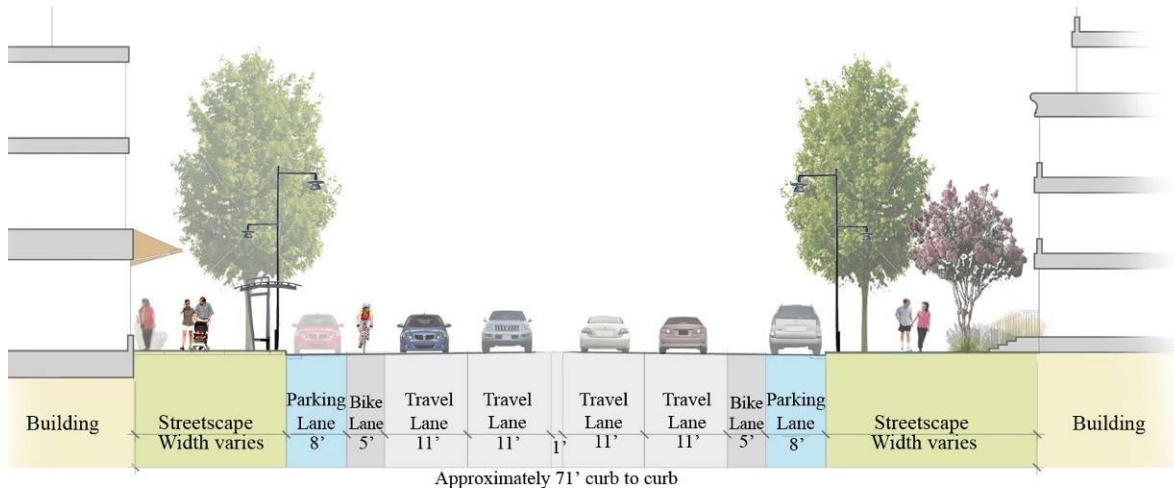 Building
Streetscape
Width varies
Parking
Lane
8’
Bike
Lane
5’
Travel
Lane
11’
Travel
Lane
11’
1’
Travel
Lane
11’
Travel
Lane
11’
Bike
Lane
5’
Parking
Lane
8’
Streetscape
Width varies
Building
Approximately 71’ curb to curb